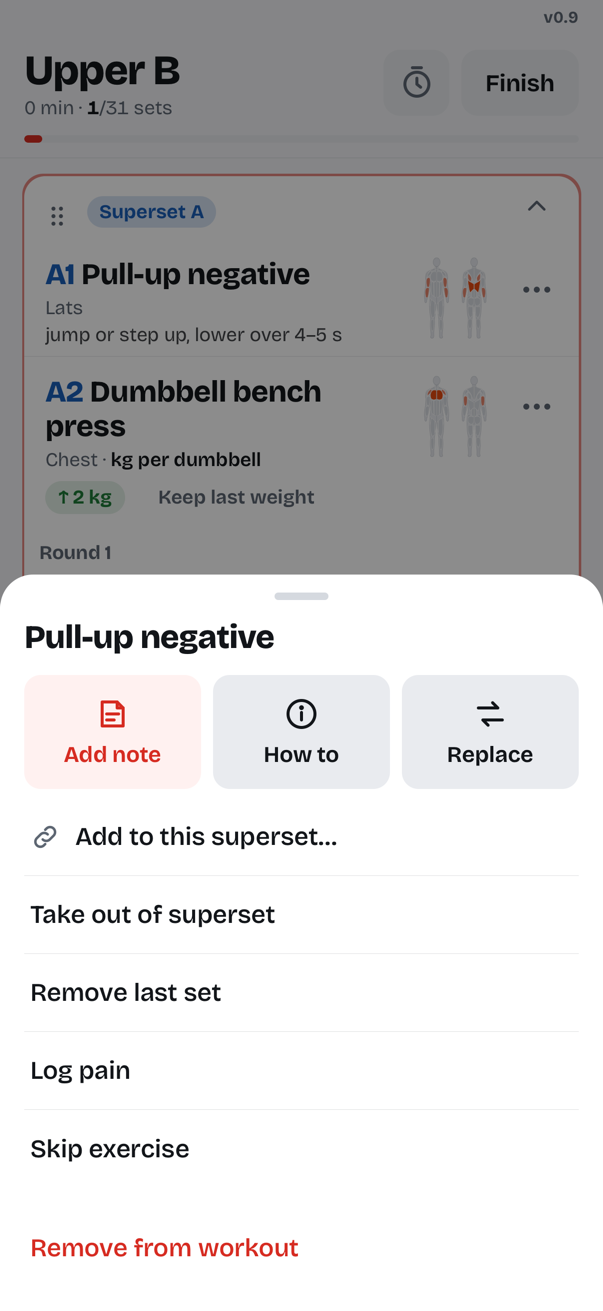 v0.9
Upper B
0 min · 1/31 sets
Finish
Superset A
A1 Pull-up negative
Lats
jump or step up, lower over 4–5 s
A2 Dumbbell bench
press
Chest · kg per dumbbell
↑ 2 kg
Keep last weight
Round 1
Pull-up negative
Add note
How to
Replace
Add to this superset...
Take out of superset
Remove last set
Log pain
Skip exercise
Remove from workout